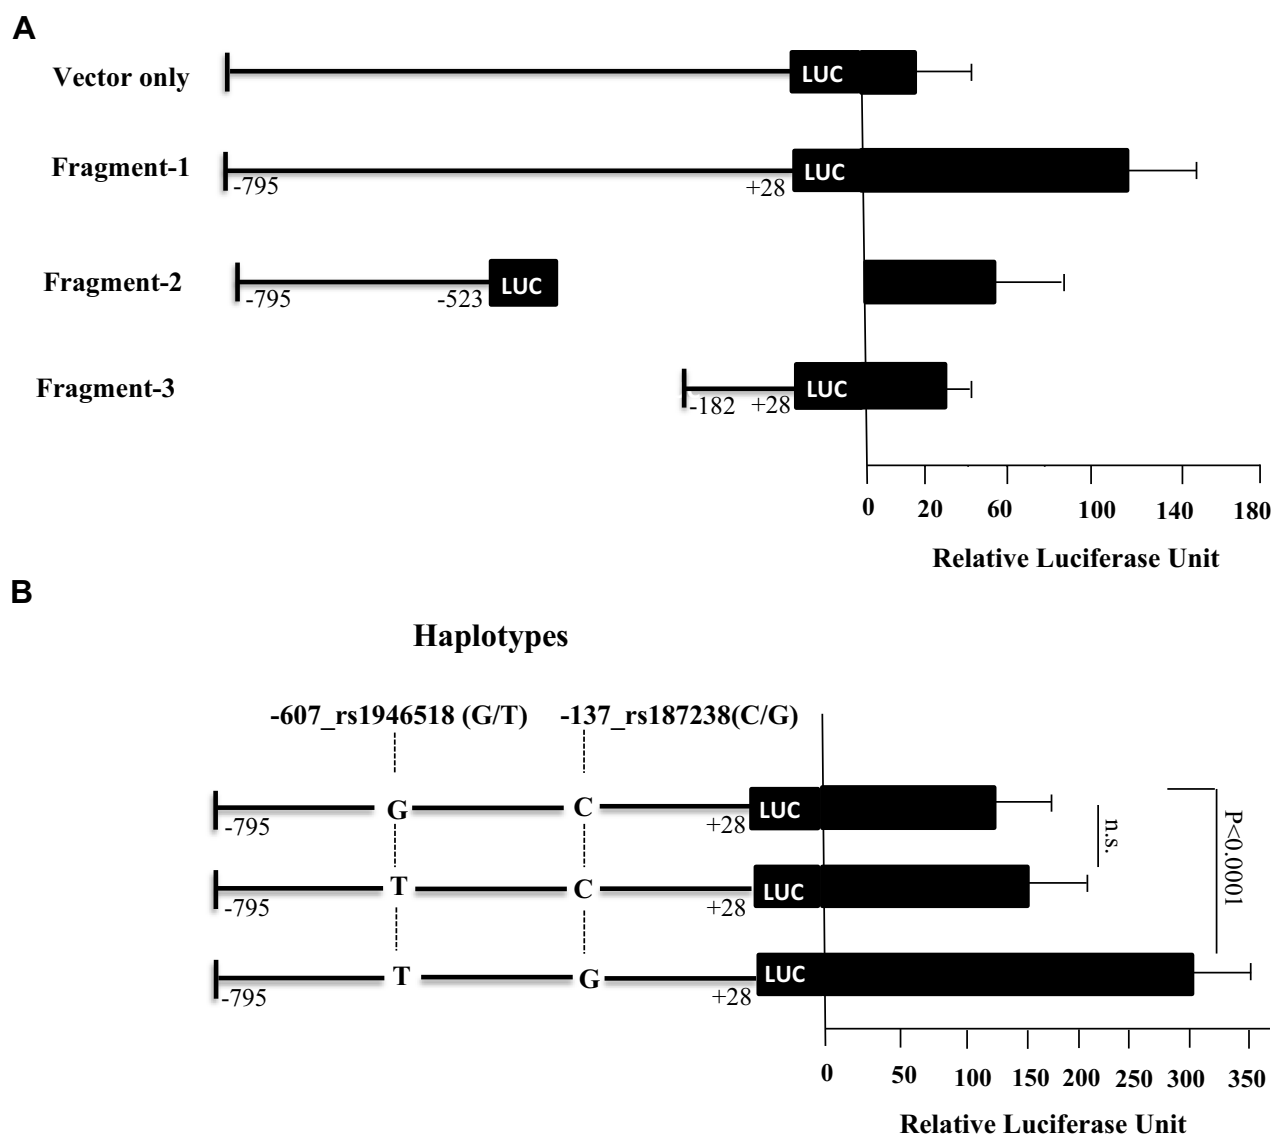 A
Vector only
LUC
Fragment-1
-795
+28
LUC
Fragment-2
-795
-523
LUC
Fragment-3
-182
+28
LUC
0 20 60 100 140 180
Relative Luciferase Unit
B
Haplotypes
-607_rs1946518 (G/T) -137_rs187238(C/G)
G
C
LUC
-795
+28
T
C
LUC
-795
+28
T
G
LUC
-795
+28
n.s.
P<0.0001
0 50 100 150 200 250 300 350
Relative Luciferase Unit